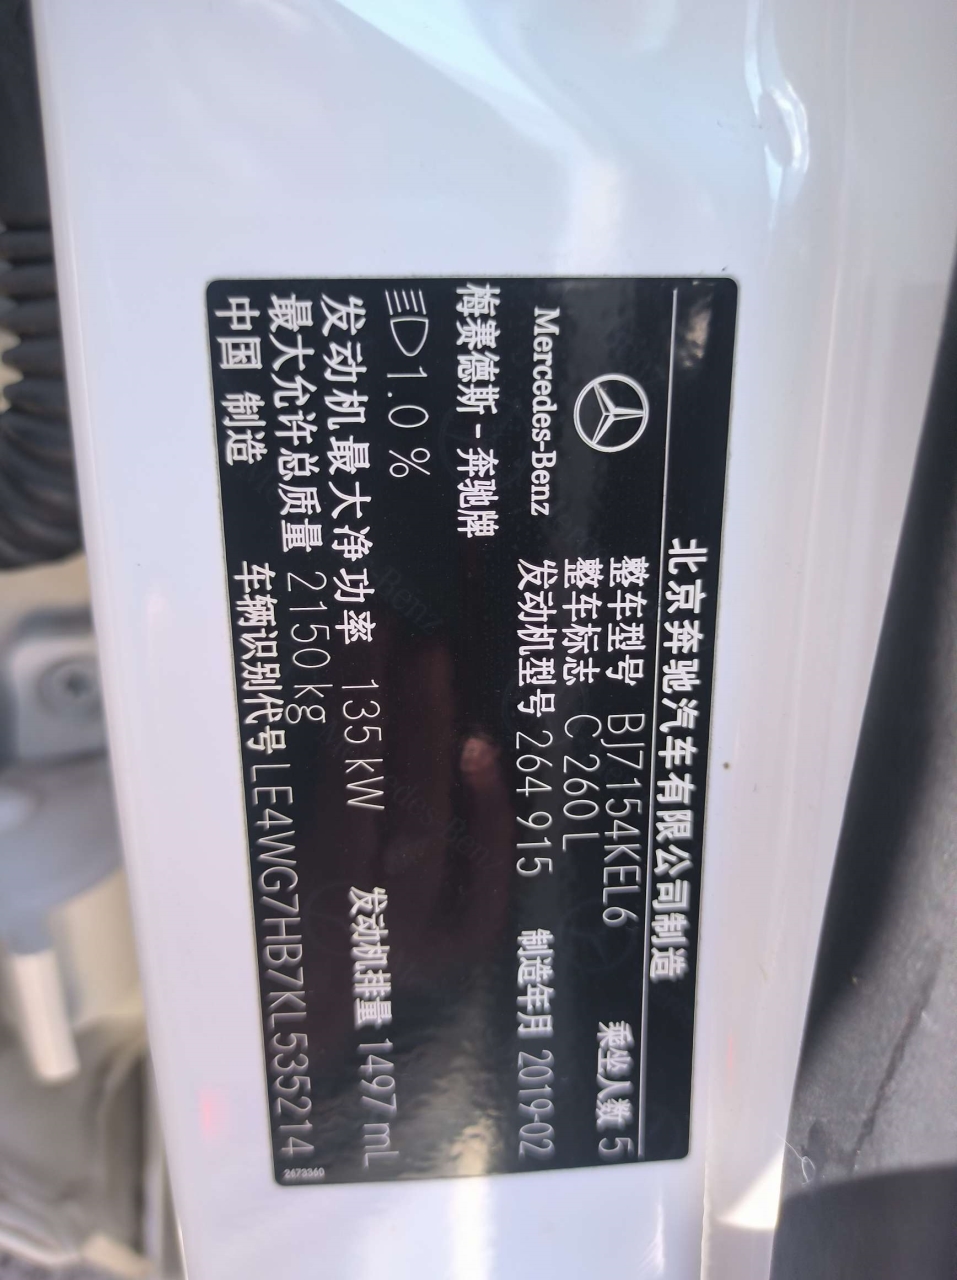 北京奔驰汽车有限公司制造
Mercedes-Benz
梅赛德斯-奔驰牌
整车型号 BJ7154KEL6 乘坐人数 5
整车标志 C 260 L
发动机型号 264 915 制造年月 2019-02
1.0 %
发动机最大净功率 135 kW 发动机排量 1497 mL
最大允许总质量 2150 kg
中国 制造 车辆识别代号 LE4WG7HB7KL535214
2673360